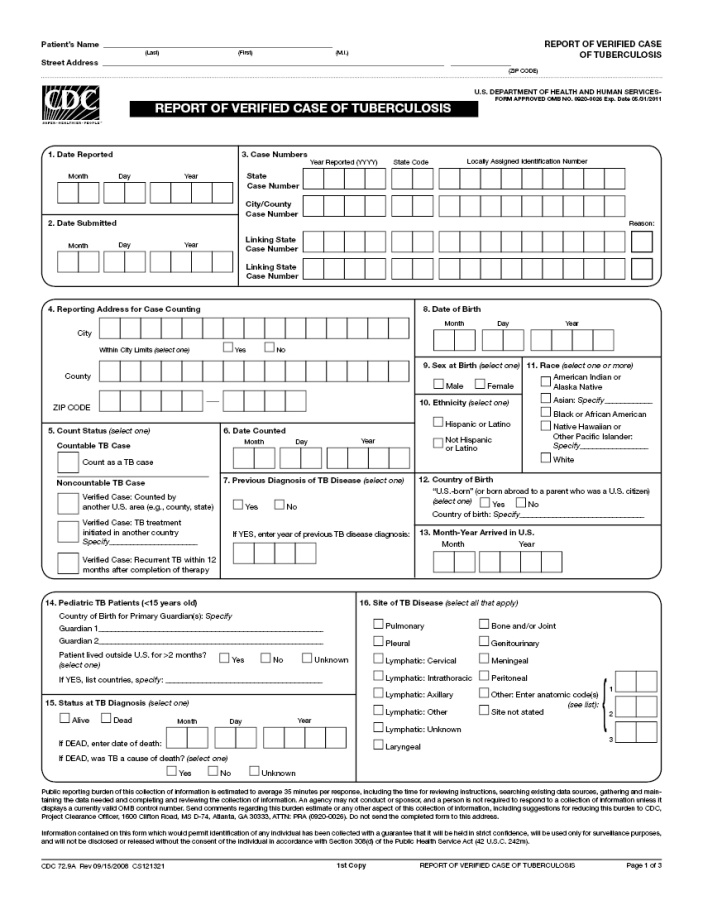 Patient's Name
REPORT OF VERIFIED CASE
OF TUBERCULOSIS
(Last) (First) (M.I.)
Street Address
(ZIP CODE)
CDC
U.S. DEPARTMENT OF HEALTH AND HUMAN SERVICES-
FORM APPROVED OMB NO. 0920-0026 Exp. Date 05/31/2011
REPORT OF VERIFIED CASE OF TUBERCULOSIS
1. Date Reported
Month Day Year
2. Date Submitted
Month Day Year
3. Case Numbers
Year Reported (YYYY) State Code Locally Assigned Identification Number
State
Case Number
City/County
Case Number
Reason:
Linking State
Case Number
Linking State
Case Number
4. Reporting Address for Case Counting
City
Within City Limits (select one) Yes No
County
ZIP CODE —
5. Count Status (select one)
Countable TB Case
Count as a TB case
Noncountable TB Case
Verified Case: Counted by
another U.S. area (e.g., county, state)
Verified Case: TB treatment
initiated in another country
Specify
Verified Case: Recurrent TB within 12
months after completion of therapy
6. Date Counted
Month Day Year
7. Previous Diagnosis of TB Disease (select one)
Yes No
If YES, enter year of previous TB disease diagnosis:
8. Date of Birth
Month Day Year
9. Sex at Birth (select one)
Male Female
10. Ethnicity (select one)
Hispanic or Latino
Not Hispanic
or Latino
11. Race (select one or more)
American Indian or
Alaska Native
Asian: Specify
Black or African American
Native Hawaiian or
Other Pacific Islander:
Specify
White
12. Country of Birth
"U.S.-born" (or born abroad to a parent who was a U.S. citizen)
(select one) Yes No
Country of birth: Specify
13. Month-Year Arrived in U.S.
Month Year
14. Pediatric TB Patients (<15 years old)
Country of Birth for Primary Guardian(s): Specify
Guardian 1
Guardian 2
Patient lived outside U.S. for >2 months? Yes No Unknown
(select one)
If YES, list countries, specify:
15. Status at TB Diagnosis (select one)
Alive Dead Month Day Year
If DEAD, enter date of death:
If DEAD, was TB a cause of death? (select one)
Yes No Unknown
16. Site of TB Disease (select all that apply)
Pulmonary
Pleural
Lymphatic: Cervical
Lymphatic: Intrathoracic
Lymphatic: Axillary
Lymphatic: Other
Lymphatic: Unknown
Laryngeal
Bone and/or Joint
Genitourinary
Meningeal
Peritoneal
Other: Enter anatomic code(s)
(see list):
Site not stated
1
2
3
Public reporting burden of this collection of information is estimated to average 35 minutes per response, including the time for reviewing instructions, searching existing data sources, gathering and main-
taining the data needed and completing and reviewing the collection of information. An agency may not conduct or sponsor, and a person is not required to respond to a collection of information unless it
displays a currently valid OMB control number. Send comments regarding this burden estimate or any other aspect of this collection of information, including suggestions for reducing this burden to CDC,
Project Clearance Officer, 1600 Clifton Road, MS D-74, Atlanta, GA 30333, ATTN: PRA (0920-0026). Do not send the completed form to this address.
Information contained on this form which would permit identification of any individual has been collected with a guarantee that it will be held in strict confidence, will be used only for surveillance purposes,
and will not be disclosed or released without the consent of the individual in accordance with Section 308(d) of the Public Health Service Act (42 U.S.C. 242m).
CDC 72.9A Rev 09/15/2008 CS121321 1st Copy REPORT OF VERIFIED CASE OF TUBERCULOSIS Page 1 of 3